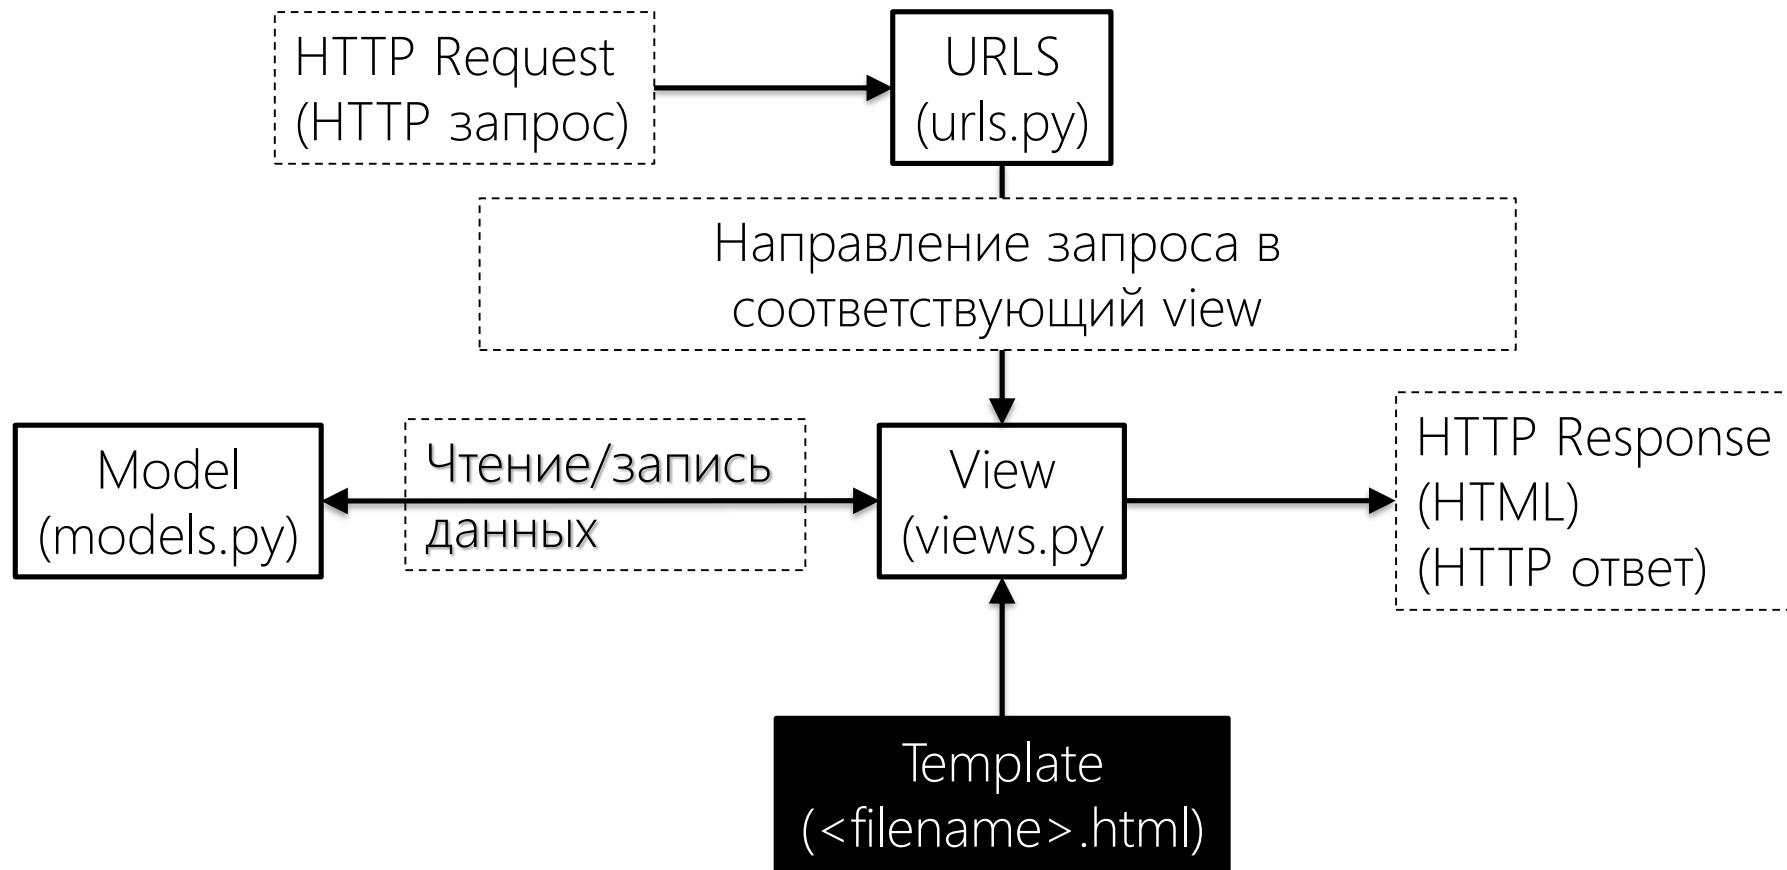 HTTP Request
(HTTP запрос)
URLS
(urls.py)
Направление запроса в
соответствующий view
Model
(models.py)
Чтение/запись
данных
View
(views.py
HTTP Response
(HTML)
(HTTP ответ)
Template
(<filename>.html)